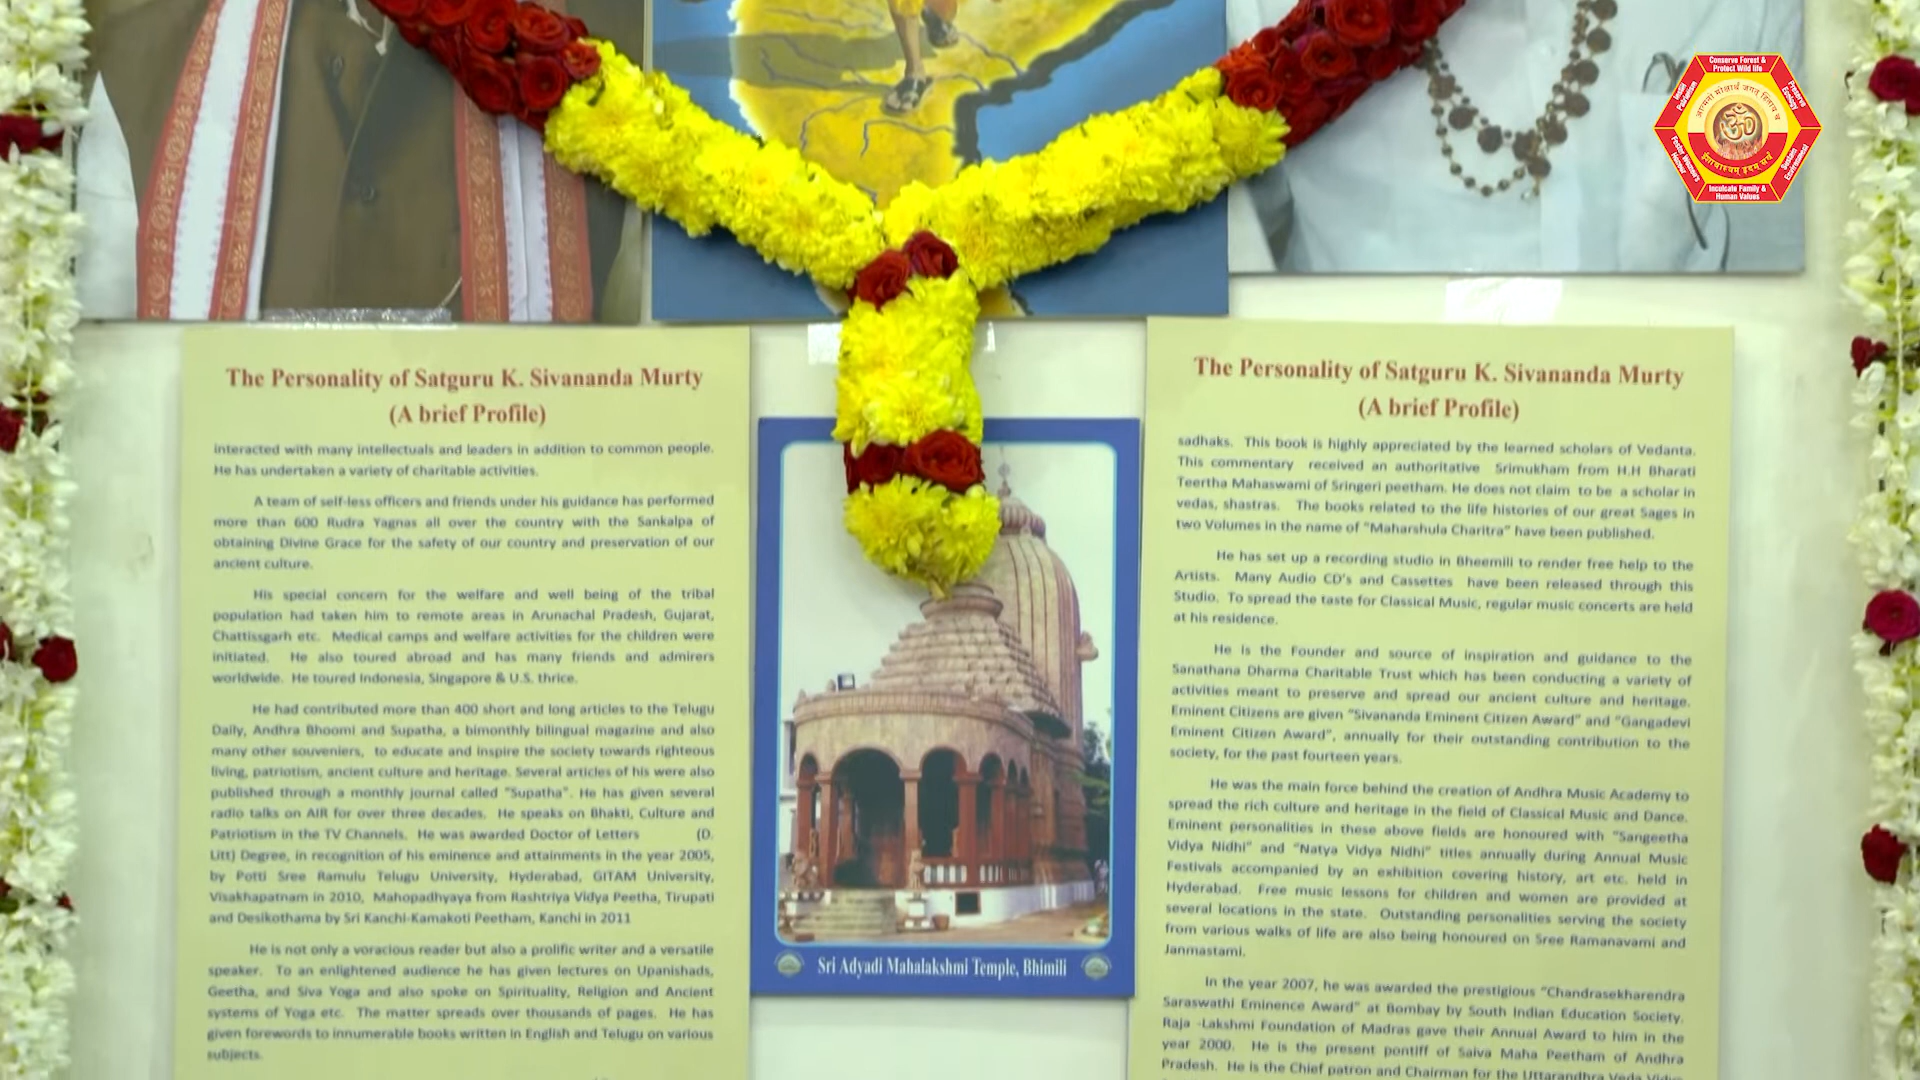 Conserve Forest &
Protect Wild life
Preserve
Ecology
Sustain
Environment
Inculcate Family &
Human Values
Foster Women's
Honour
Instill
Patriotism
आत्मनो मोक्षार्थं जगत् हिताय च
ॐ
ईशावास्यम् इदम् सर्वं
The Personality of Satguru K. Sivananda Murty
(A brief Profile)
interacted with many intellectuals and leaders in addition to common people.
He has undertaken a variety of charitable activities.
A team of self-less officers and friends under his guidance has performed
more than 600 Rudra Yagnas all over the country with the Sankalpa of
obtaining Divine Grace for the safety of our country and preservation of our
ancient culture.
His special concern for the welfare and well being of the tribal
population had taken him to remote areas in Arunachal Pradesh, Gujarat,
Chattissgarh etc. Medical camps and welfare activities for the children were
initiated. He also toured abroad and has many friends and admirers
worldwide. He toured Indonesia, Singapore & U.S. thrice.
He had contributed more than 400 short and long articles to the Telugu
Daily, Andhra Bhoomi and Supatha, a bimonthly bilingual magazine and also
many other souveniers, to educate and inspire the society towards righteous
living, patriotism, ancient culture and heritage. Several articles of his were also
published through a monthly journal called "Supatha". He has given several
radio talks on AIR for over three decades. He speaks on Bhakti, Culture and
Patriotism in the TV Channels. He was awarded Doctor of Letters (D.
Litt) Degree, in recognition of his eminence and attainments in the year 2005,
by Potti Sree Ramulu Telugu University, Hyderabad, GITAM University,
Visakhapatnam in 2010, Mahopadhyaya from Rashtriya Vidya Peetha, Tirupati
and Desikothama by Sri Kanchi-Kamakoti Peetham, Kanchi in 2011
He is not only a voracious reader but also a prolific writer and a versatile
speaker. To an enlightened audience he has given lectures on Upanishads,
Geetha, and Siva Yoga and also spoke on Spirituality, Religion and Ancient
systems of Yoga etc. The matter spreads over thousands of pages. He has
given forewords to innumerable books written in English and Telugu on various
subjects.
Sri Adyadi Mahalakshmi Temple, Bhimili
The Personality of Satguru K. Sivananda Murty
(A brief Profile)
sadhaks. This book is highly appreciated by the learned scholars of Vedanta.
This commentary received an authoritative Srimukham from H.H Bharati
Teertha Mahaswami of Sringeri peetham. He does not claim to be a scholar in
vedas, shastras. The books related to the life histories of our great Sages in
two Volumes in the name of "Maharshula Charitra" have been published.
He has set up a recording studio in Bheemili to render free help to the
Artists. Many Audio CD's and Cassettes have been released through this
Studio. To spread the taste for Classical Music, regular music concerts are held
at his residence.
He is the Founder and source of inspiration and guidance to the
Sanathana Dharma Charitable Trust which has been conducting a variety of
activities meant to preserve and spread our ancient culture and heritage.
Eminent Citizens are given "Sivananda Eminent Citizen Award" and "Gangadevi
Eminent Citizen Award", annually for their outstanding contribution to the
society, for the past fourteen years.
He was the main force behind the creation of Andhra Music Academy to
spread the rich culture and heritage in the field of Classical Music and Dance.
Eminent personalities in these above fields are honoured with "Sangeetha
Vidya Nidhi" and "Natya Vidya Nidhi" titles annually during Annual Music
Festivals accompanied by an exhibition covering history, art etc. held in
Hyderabad. Free music lessons for children and women are provided at
several locations in the state. Outstanding personalities serving the society
from various walks of life are also being honoured on Sree Ramanavami and
Janmastami.
In the year 2007, he was awarded the prestigious "Chandrasekharendra
Saraswathi Eminence Award" at Bombay by South Indian Education Society.
Raja -Lakshmi Foundation of Madras gave their Annual Award to him in the
year 2000. He is the present pontiff of Saiva Maha Peetham of Andhra
Pradesh. He is the Chief patron and Chairman for the Uttarandhra Veda Vidya